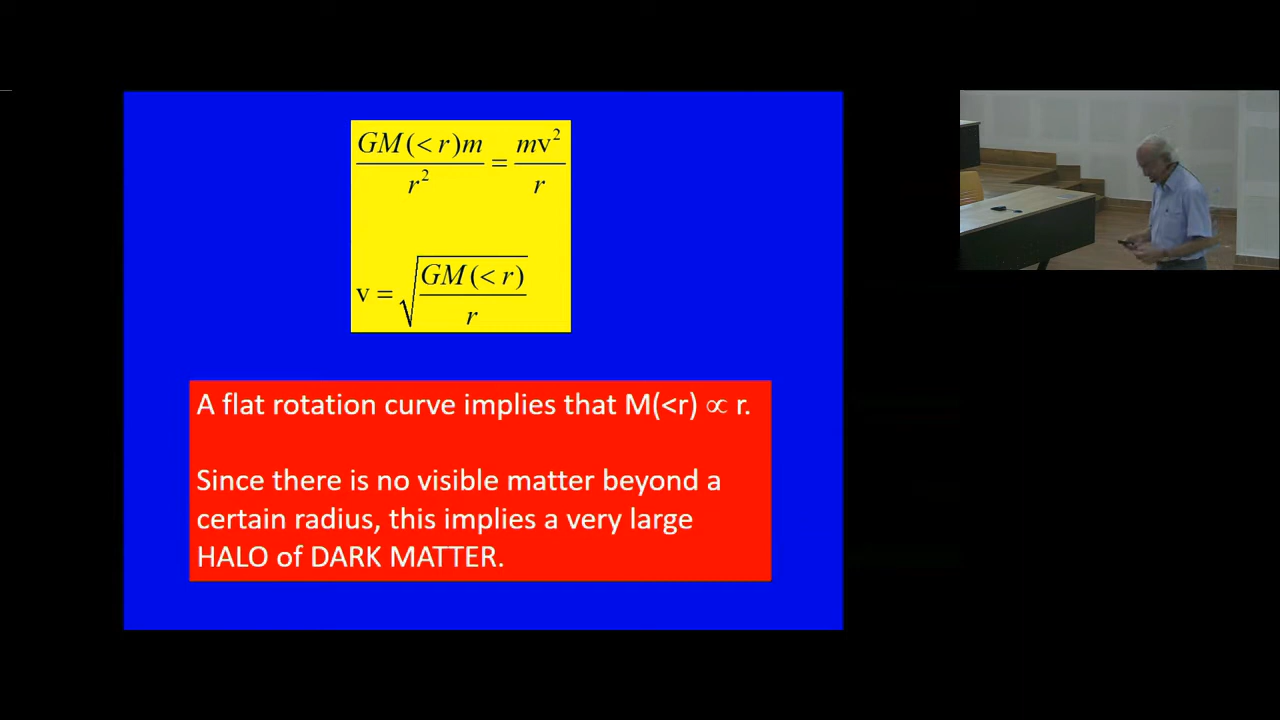 GM(< r)m / r² = mv² / r
v = √(GM(< r) / r)
A flat rotation curve implies that M(<r) ∝ r.
Since there is no visible matter beyond a
certain radius, this implies a very large
HALO of DARK MATTER.